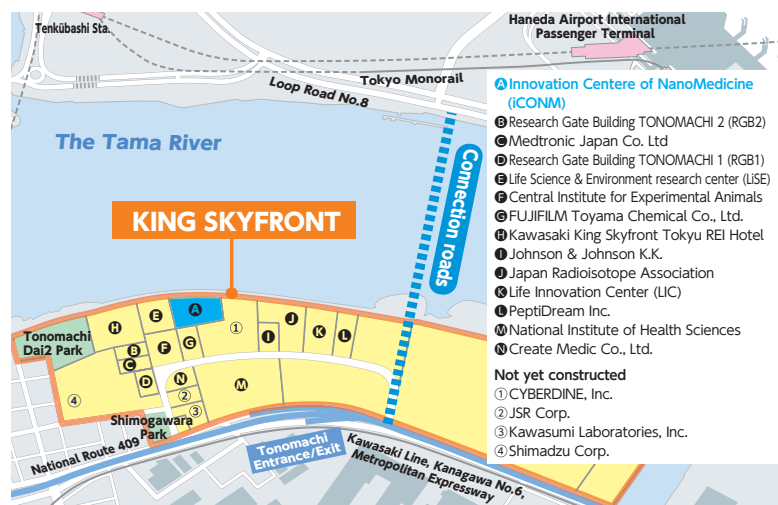 Tenkūbashi Sta.
Haneda Airport International
Passenger Terminal
Tokyo Monorail
Loop Road No.8
The Tama River
Connection roads
KING SKYFRONT
Tonomachi
Dai2 Park
H
E
A
B
C
D
F
G
①
I
J
K
L
④
N
②
③
M
Shimogawara
Park
National Route 409
Tonomachi
Entrance/Exit
Kawasaki Line, Kanagawa No.6,
Metropolitan Expressway
A Innovation Centere of NanoMedicine
(iCONM)
B Research Gate Building TONOMACHI 2 (RGB2)
C Medtronic Japan Co. Ltd
D Research Gate Building TONOMACHI 1 (RGB1)
E Life Science & Environment research center (LiSE)
F Central Institute for Experimental Animals
G FUJIFILM Toyama Chemical Co., Ltd.
H Kawasaki King Skyfront Tokyu REI Hotel
I Johnson & Johnson K.K.
J Japan Radioisotope Association
K Life Innovation Center (LIC)
L PeptiDream Inc.
M National Institute of Health Sciences
N Create Medic Co., Ltd.
Not yet constructed
① CYBERDINE, Inc.
② JSR Corp.
③ Kawasumi Laboratories, Inc.
④ Shimadzu Corp.